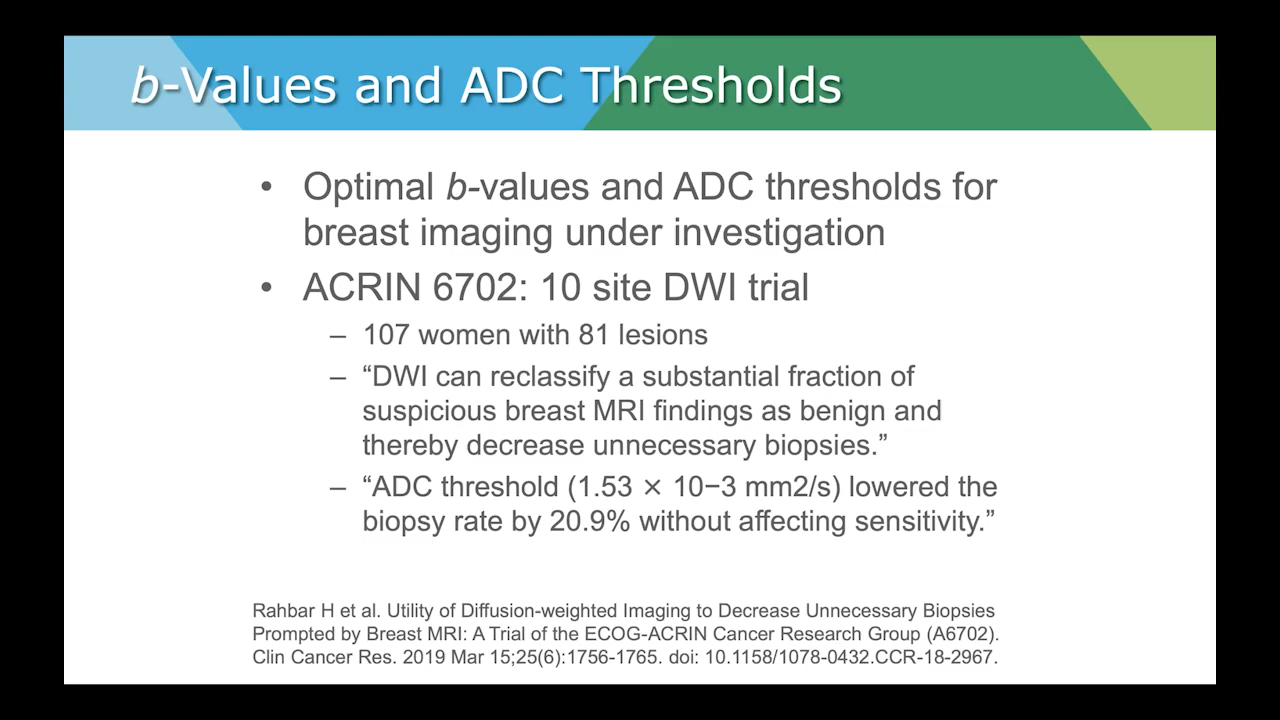 b-Values and ADC Thresholds
• Optimal b-values and ADC thresholds for
breast imaging under investigation
• ACRIN 6702: 10 site DWI trial
– 107 women with 81 lesions
– “DWI can reclassify a substantial fraction of
suspicious breast MRI findings as benign and
thereby decrease unnecessary biopsies.”
– “ADC threshold (1.53 × 10−3 mm2/s) lowered the
biopsy rate by 20.9% without affecting sensitivity.”
Rahbar H et al. Utility of Diffusion-weighted Imaging to Decrease Unnecessary Biopsies
Prompted by Breast MRI: A Trial of the ECOG-ACRIN Cancer Research Group (A6702).
Clin Cancer Res. 2019 Mar 15;25(6):1756-1765. doi: 10.1158/1078-0432.CCR-18-2967.